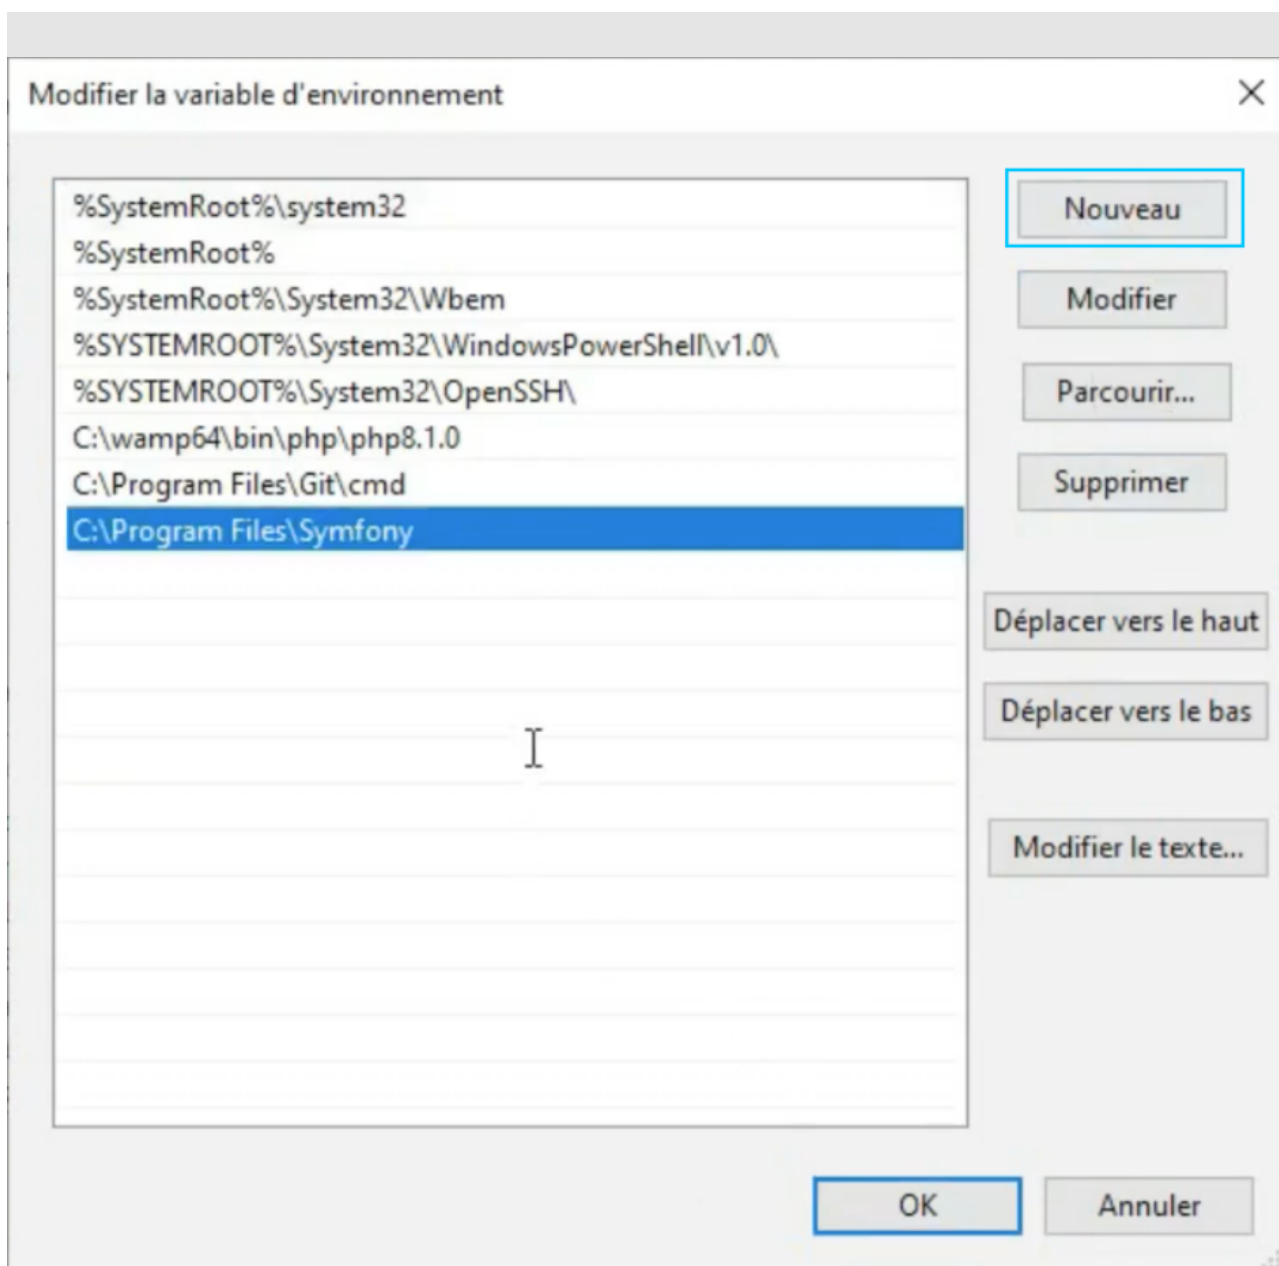 Modifier la variable d'environnement
%SystemRoot%\system32
%SystemRoot%
%SystemRoot%\System32\Wbem
%SYSTEMROOT%\System32\WindowsPowerShell\v1.0\
%SYSTEMROOT%\System32\OpenSSH\
C:\wamp64\bin\php\php8.1.0
C:\Program Files\Git\cmd
C:\Program Files\Symfony
Nouveau
Modifier
Parcourir...
Supprimer
Déplacer vers le haut
Déplacer vers le bas
Modifier le texte...
OK
Annuler